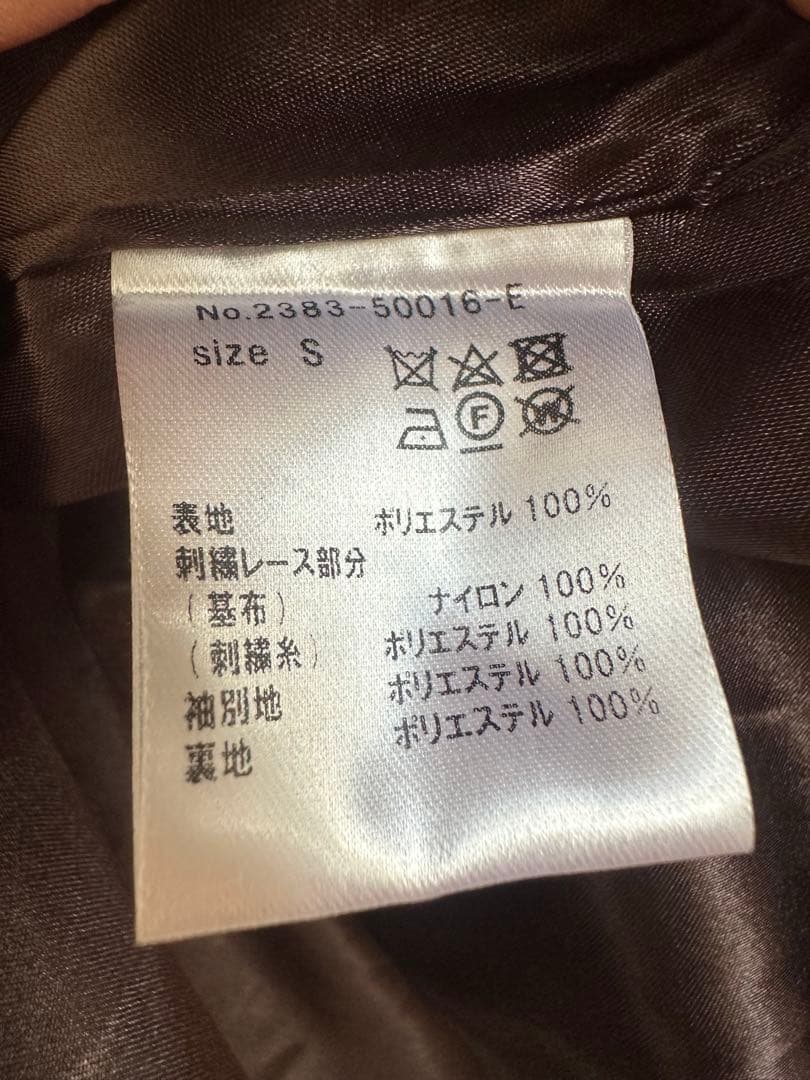 No.2383-50016-E
size S
F
W
表地 ポリエステル 100%
刺繍レース部分
(基布) ナイロン 100%
(刺繍糸) ポリエステル 100%
袖別地 ポリエステル 100%
裏地 ポリエステル 100%